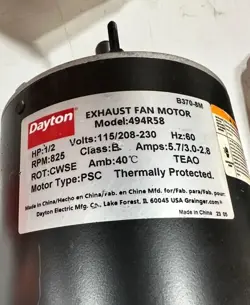 B370-8M
Dayton
EXHAUST FAN MOTOR
Model:494R58
HP:1/2 Volts:115/208-230 Hz:60
RPM:825 Class:B Amps:5.7/3.0-2.8
ROT:CWSE Amb:40°C TEAO
Motor Type:PSC Thermally Protected.
Made in China/Hecho en China/Fab. en China Mfd. for/Fab. para/Fab. pour
Dayton Electric Mfg. Co., Lake Forest, IL 60045 USA Grainger.com®
Made in China